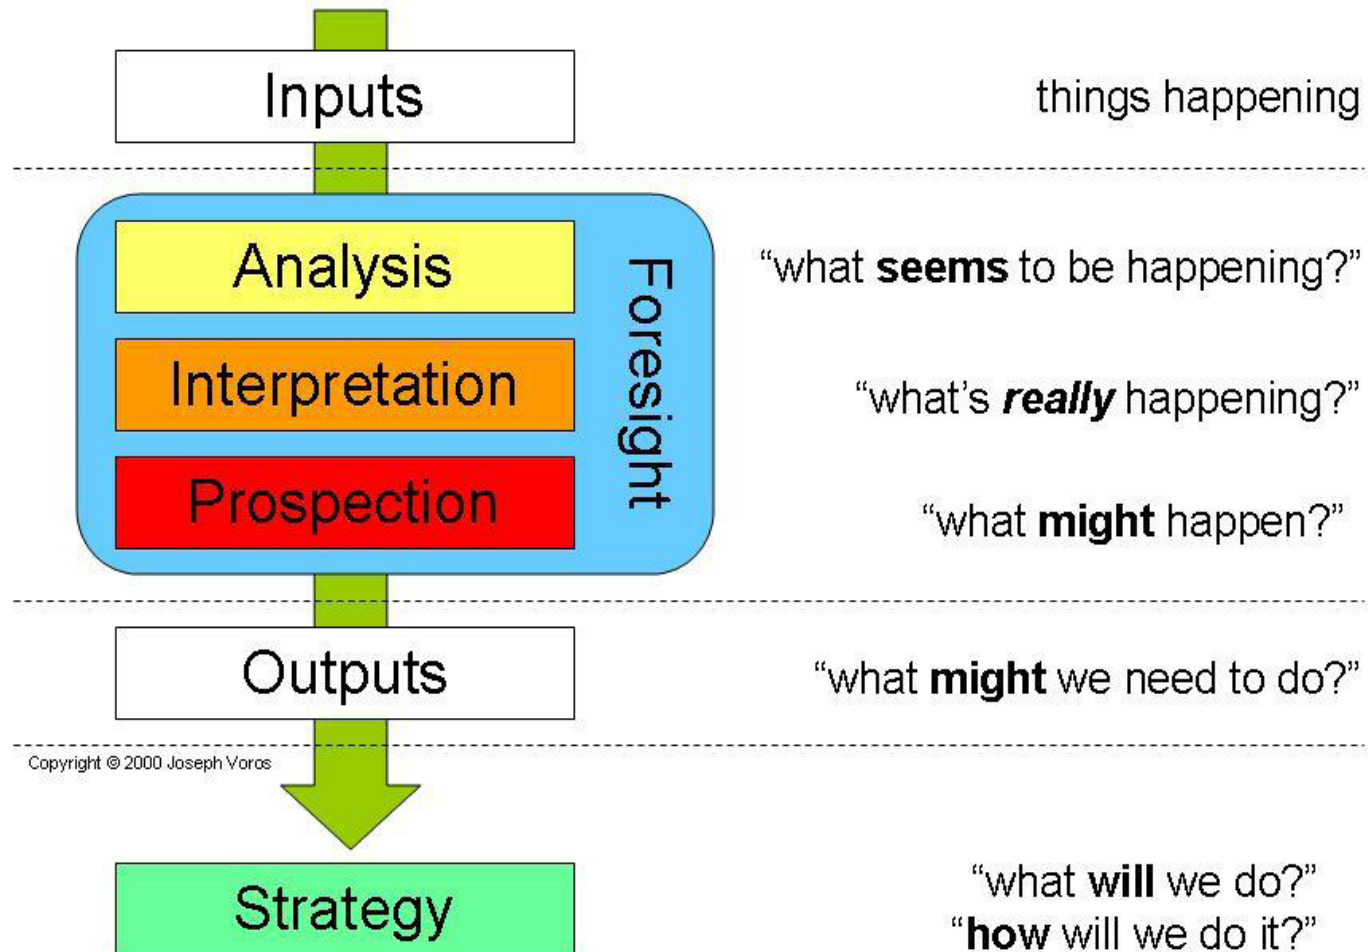 Inputs
things happening
Analysis
“what seems to be happening?”
Interpretation
“what’s really happening?”
Prospection
“what might happen?”
Foresight
Outputs
“what might we need to do?”
Copyright © 2000 Joseph Voros
Strategy
“what will we do?”
“how will we do it?”